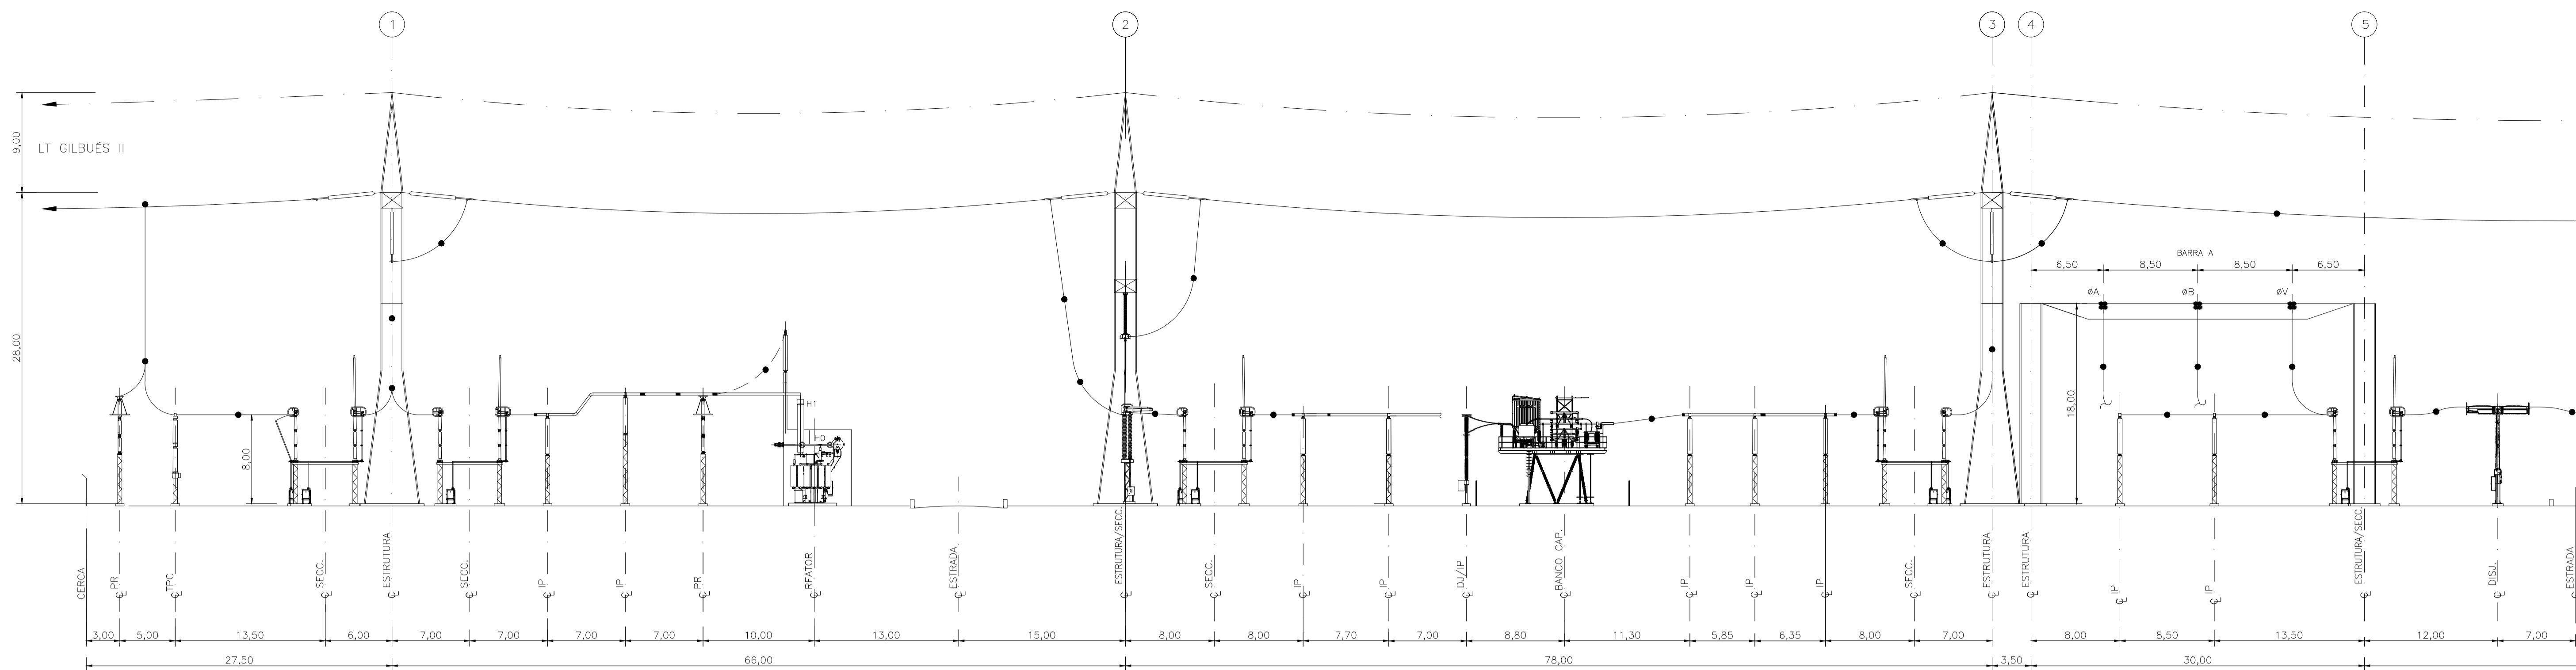 1
2
3
4
5
9,00
LT GILBUÉS II
28,00
BARRA A
6,50
8,50
8,50
6,50
øA
øB
øV
18,00
H1
H0
8,00
CERCA
PR
TPC
SECC.
ESTRUTURA
SECC.
IP
IP
PR
REATOR
ESTRADA
ESTRUTURA/SECC.
SECC.
IP
IP
DJ/IP
BANCO CAP.
IP
IP
IP
SECC.
ESTRUTURA
ESTRUTURA
IP
IP
ESTRUTURA/SECC.
DISJ.
ESTRADA
3,00
5,00
13,50
6,00
7,00
7,00
7,00
7,00
10,00
13,00
15,00
8,00
8,00
7,70
7,00
8,80
11,30
5,85
6,35
8,00
7,00
8,00
8,50
13,50
12,00
7,00
27,50
66,00
78,00
3,50
30,00